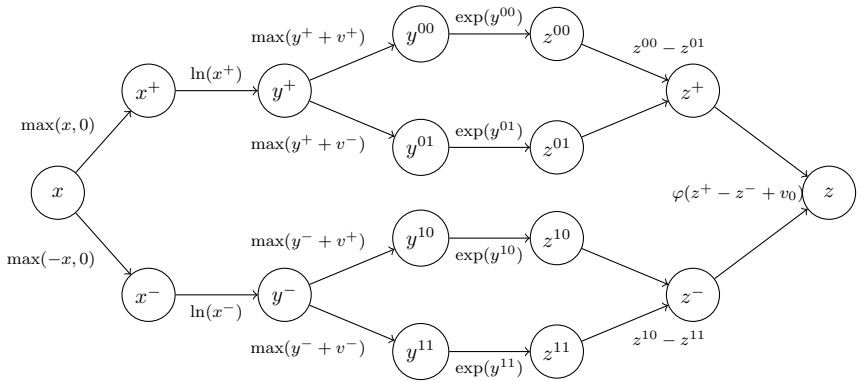 max(y⁺ + v⁺)
y⁰⁰
exp(y⁰⁰)
z⁰⁰
z⁰⁰ − z⁰¹
max(x, 0)
x⁺
ln(x⁺)
y⁺
z⁺
max(y⁺ + v⁻)
y⁰¹
exp(y⁰¹)
z⁰¹
x
φ(z⁺ − z⁻ + v₀)
z
max(−x, 0)
max(y⁻ + v⁺)
y¹⁰
exp(y¹⁰)
z¹⁰
x⁻
ln(x⁻)
y⁻
z⁻
max(y⁻ + v⁻)
y¹¹
exp(y¹¹)
z¹¹
z¹⁰ − z¹¹